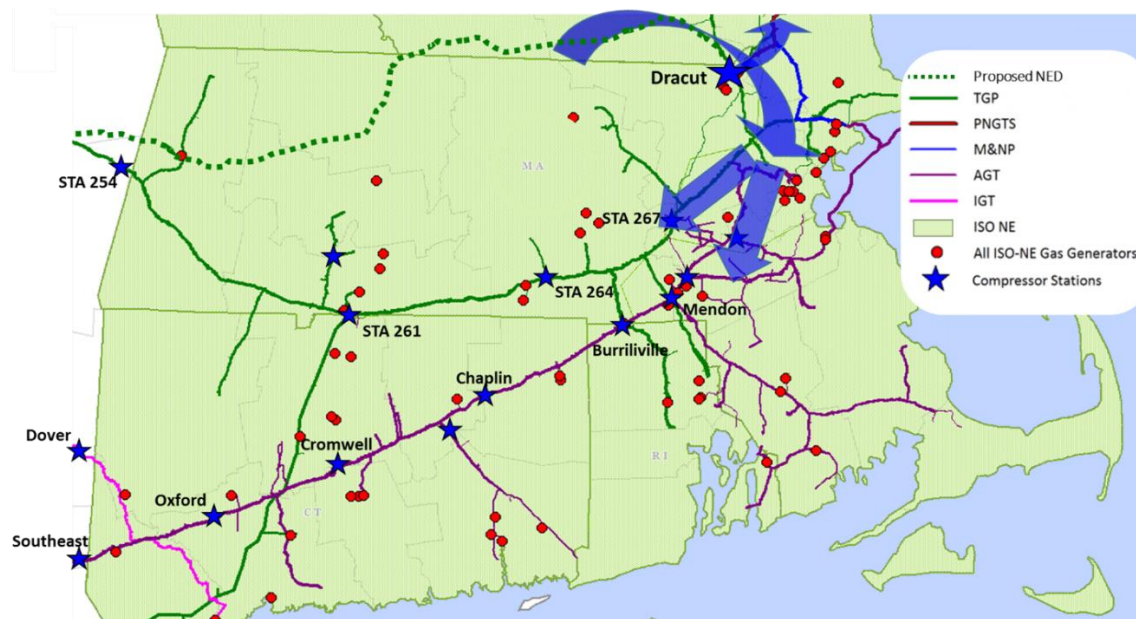 Dracut
Proposed NED
TGP
PNGTS
M&NP
AGT
IGT
ISO NE
All ISO-NE Gas Generators
Compressor Stations
STA 254
MA
STA 267
STA 264
Mendon
STA 261
Burriliville
Chaplin
Dover
Cromwell
RI
Oxford
CT
Southeast